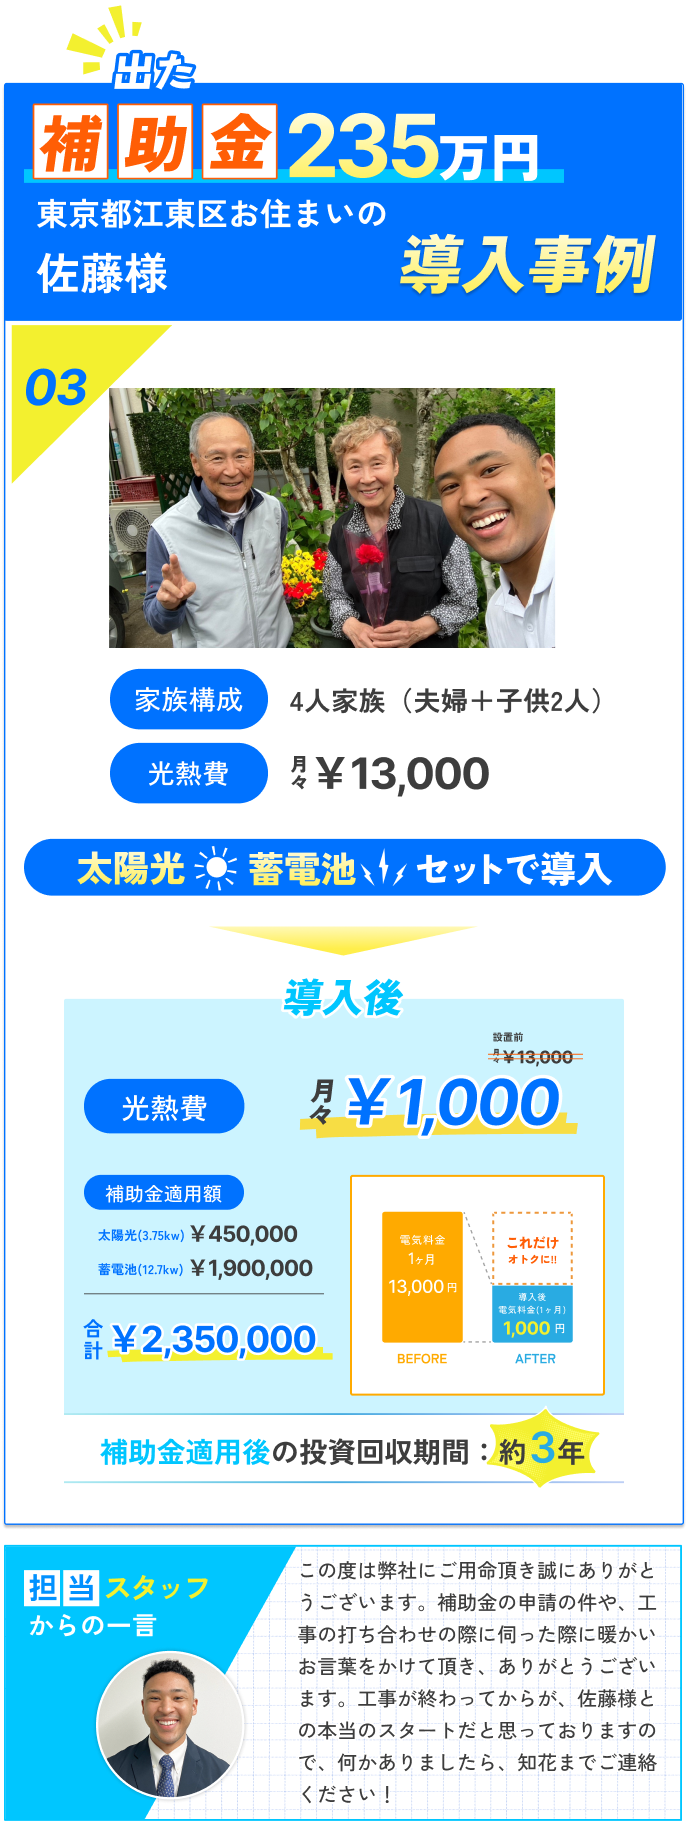 出た
補助金235万円
東京都江東区お住まいの
佐藤様
導入事例
03
家族構成
4人家族（夫婦＋子供2人）
光熱費
月々￥13,000
太陽光 蓄電池 セットで導入
導入後
設置前
月々￥13,000
光熱費
月々￥1,000
補助金適用額
太陽光(3.75kw) ￥450,000
蓄電池(12.7kw) ￥1,900,000
合計 ￥2,350,000
電気料金
1ヶ月
13,000 円
BEFORE
これだけ
オトクに!!
導入後
電気料金(1ヶ月)
1,000 円
AFTER
補助金適用後の投資回収期間：約3年
担当スタッフ
からの一言
この度は弊社にご用命頂き誠にありがと
うございます。補助金の申請の件や、工
事の打ち合わせの際に伺った際に暖かい
お言葉をかけて頂き、ありがとうござい
ます。工事が終わってからが、佐藤様と
の本当のスタートだと思っておりますの
で、何かありましたら、知花までご連絡
ください！